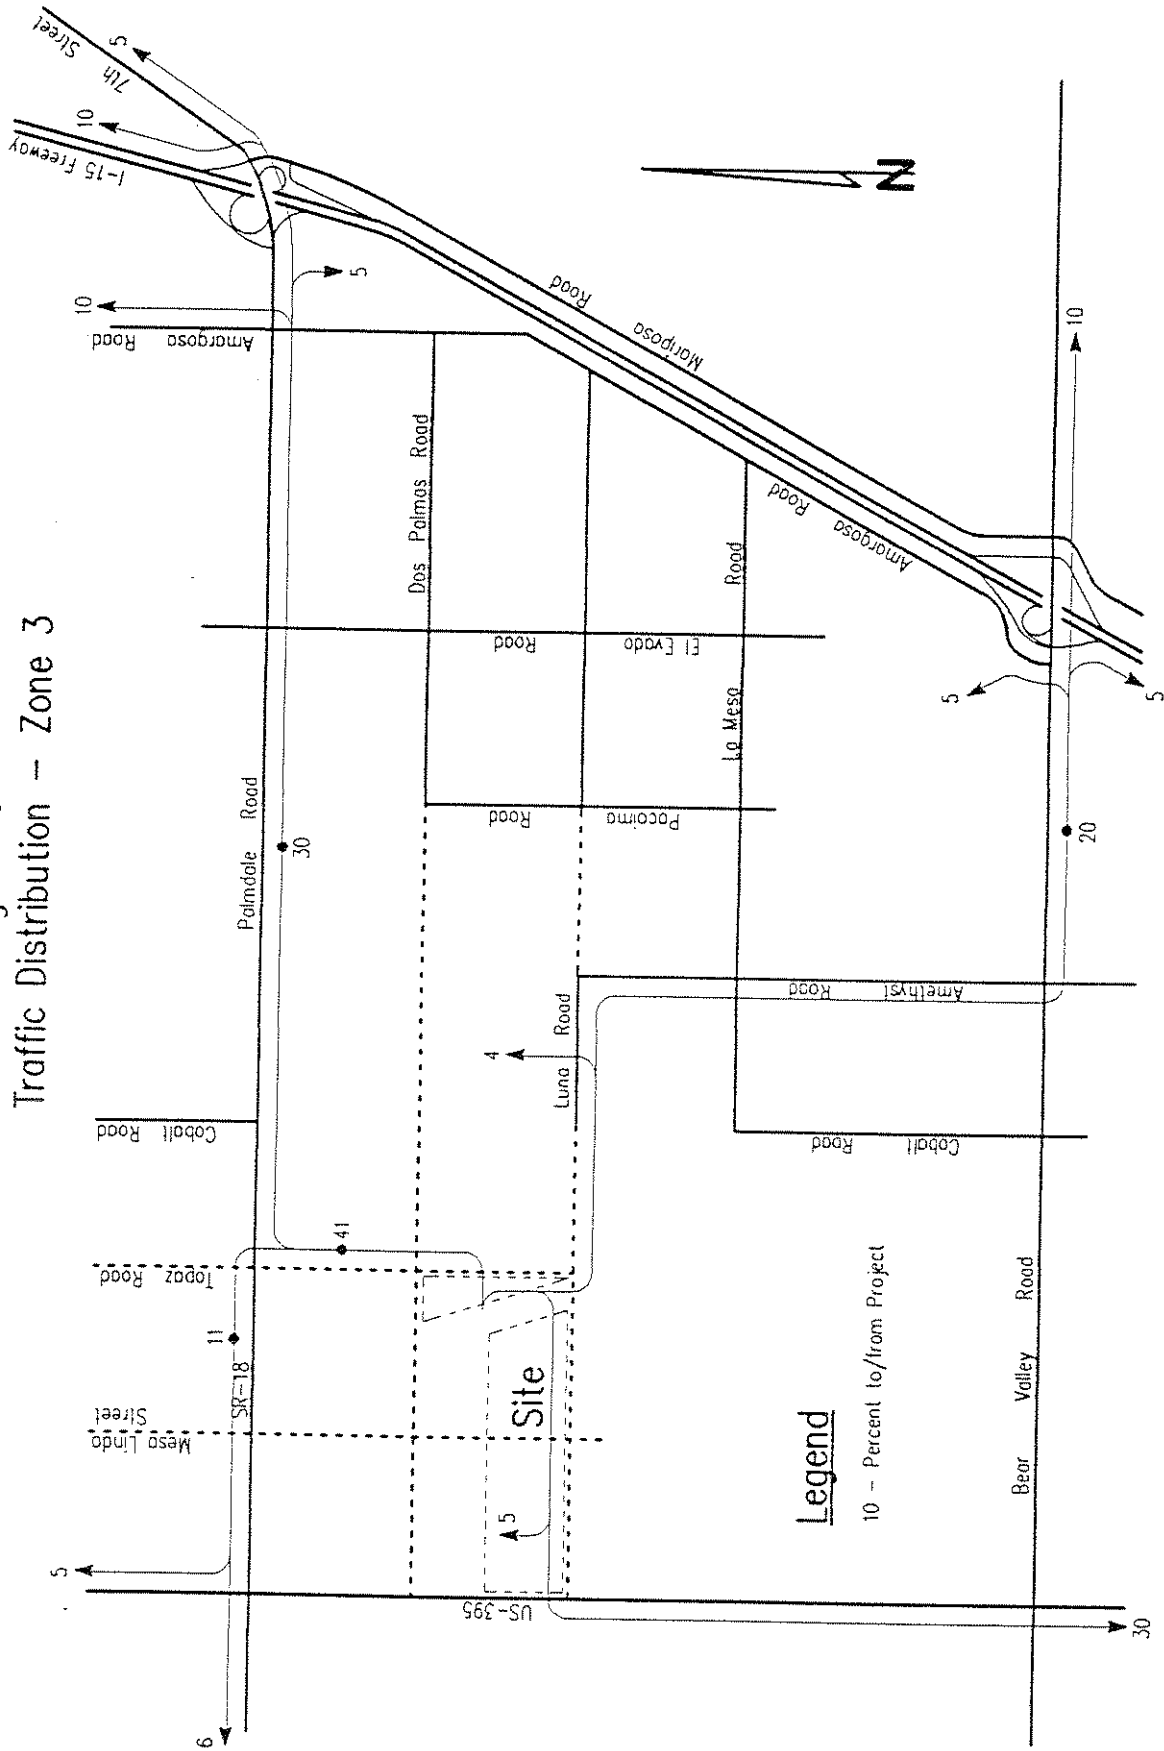 Traffic Distribution - Zone 3
7th
Street
5
I-15 Freeway
10
10
Amargosa Road
5
Palmdale Road
30
Cobalt Road
41
Topaz Road
11
SR-18
Mesa Linda
Street
5
6
US-395
Dos Palmas Road
El Evado Road
Pacoima Road
La Mesa Road
Mariposa Road
Amargosa Road
Luna Road
4
Amethyst Road
Cobalt Road
Site
5
30
Bear Valley Road
20
5
5
10
N
Legend
10 - Percent to/from Project